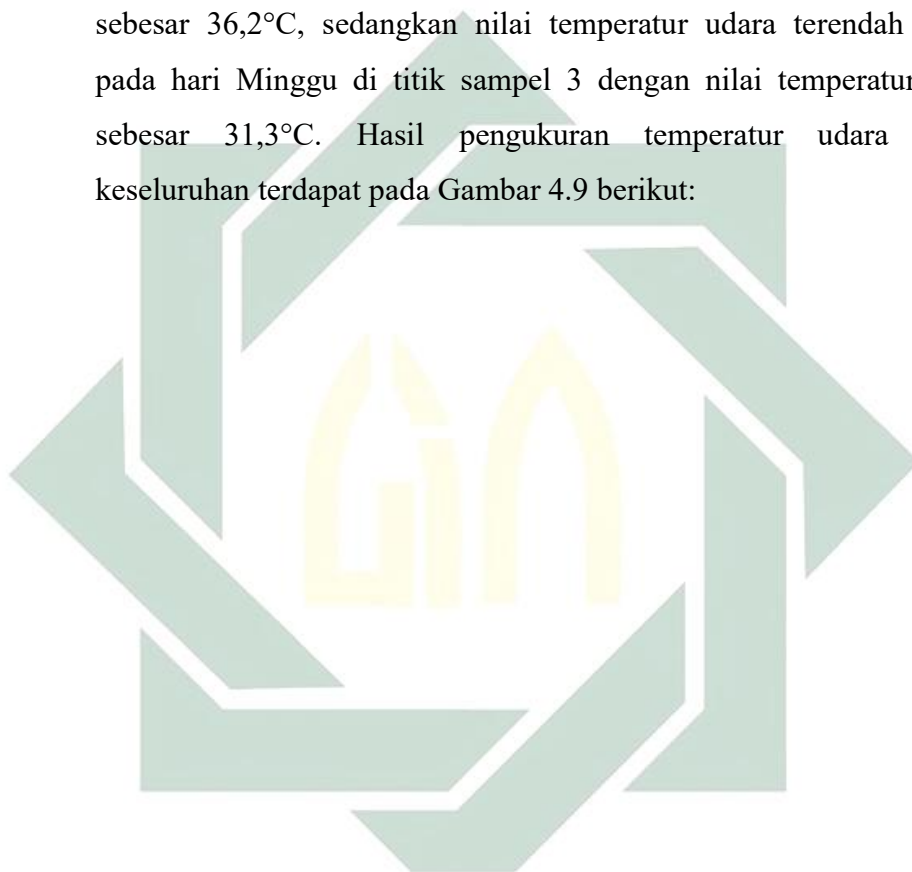 sebesar 36,2°C, sedangkan nilai temperatur udara terendah
pada hari Minggu di titik sampel 3 dengan nilai temperatur
sebesar 31,3°C. Hasil pengukuran temperatur udara
keseluruhan terdapat pada Gambar 4.9 berikut: